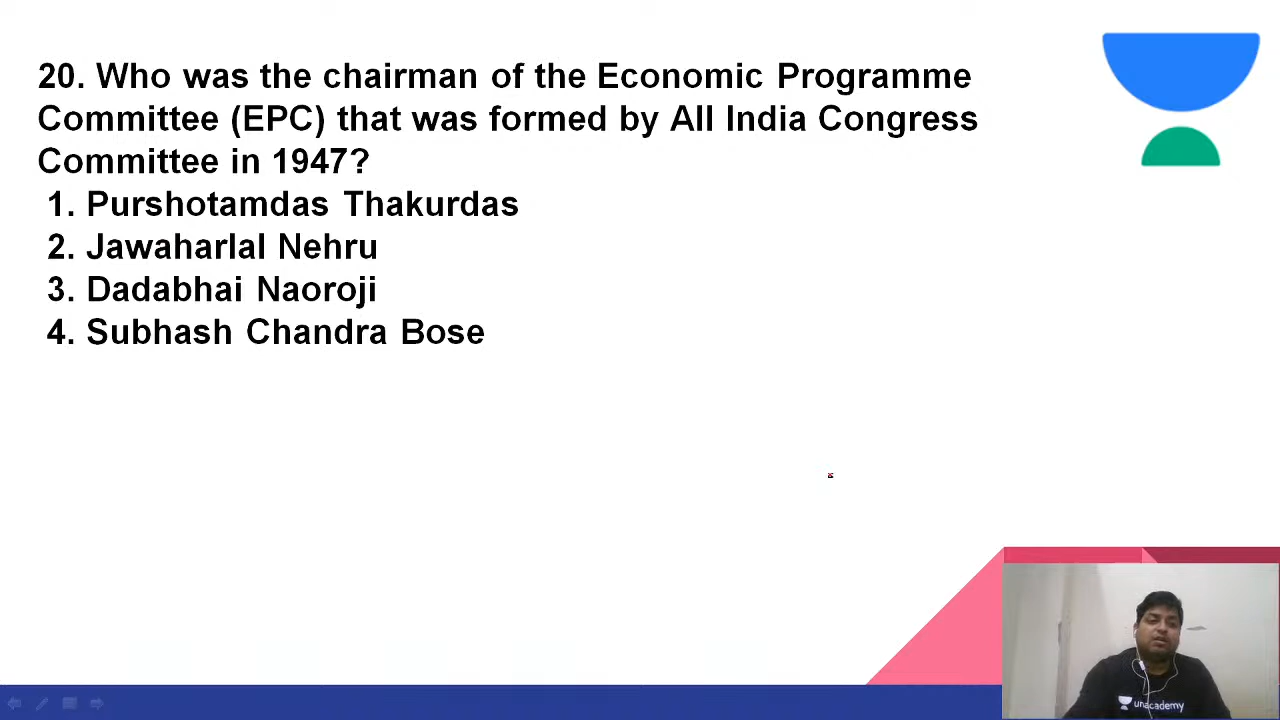 20. Who was the chairman of the Economic Programme
Committee (EPC) that was formed by All India Congress
Committee in 1947?
1. Purshotamdas Thakurdas
2. Jawaharlal Nehru
3. Dadabhai Naoroji
4. Subhash Chandra Bose
unacademy